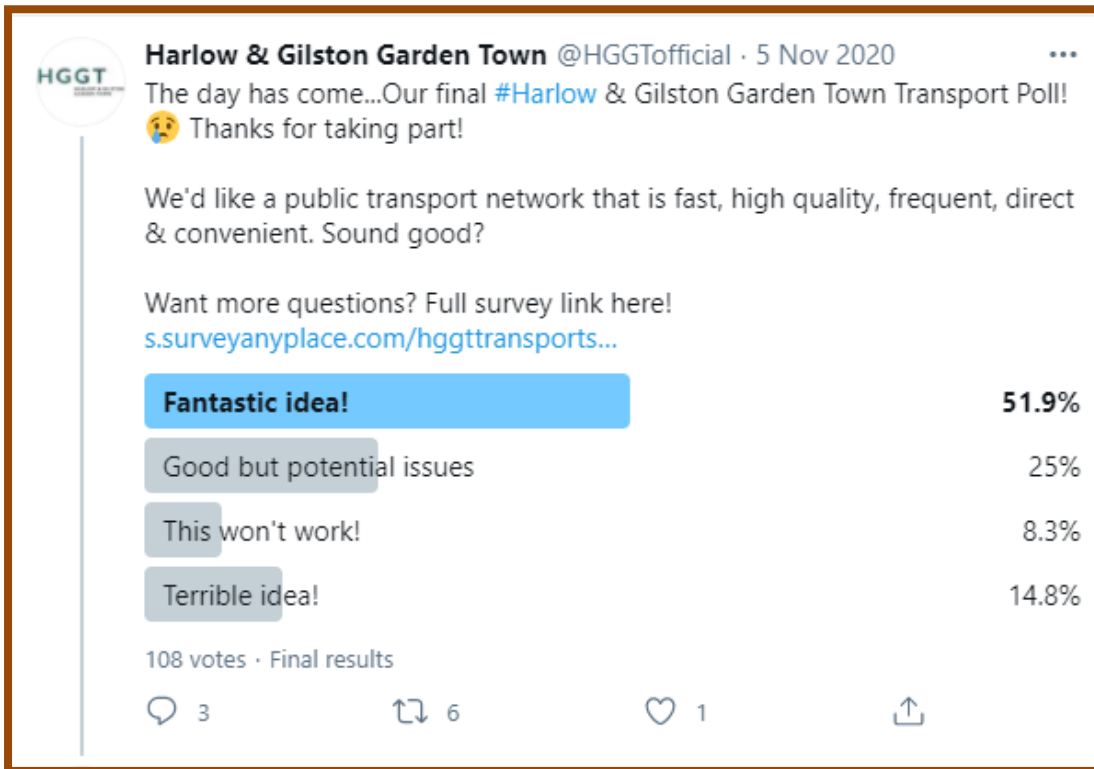 HGGT
Harlow & Gilston Garden Town @HGGTofficial · 5 Nov 2020
The day has come...Our final #Harlow & Gilston Garden Town Transport Poll!
😢 Thanks for taking part!
We'd like a public transport network that is fast, high quality, frequent, direct
& convenient. Sound good?
Want more questions? Full survey link here!
s.surveyanyplace.com/hggttransports...
Fantastic idea! 51.9%
Good but potential issues 25%
This won't work! 8.3%
Terrible idea! 14.8%
108 votes · Final results
3 6 1